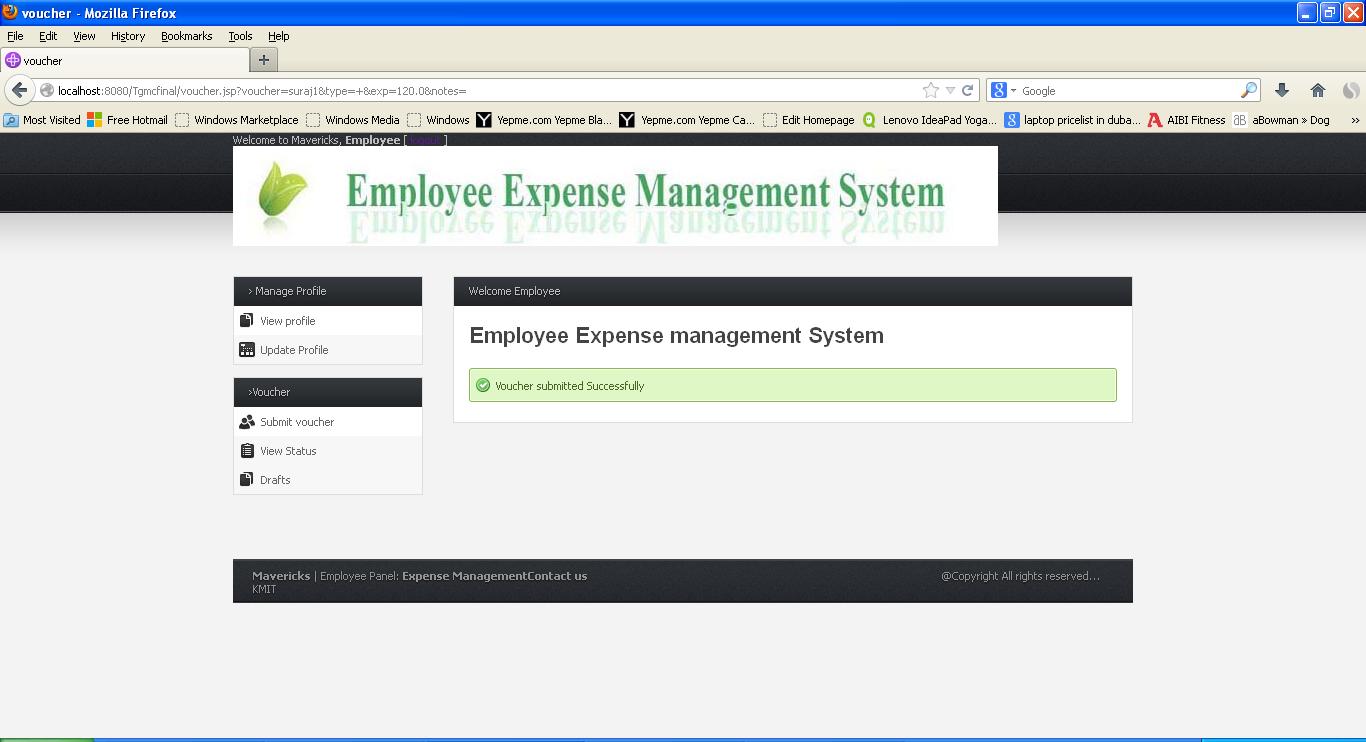 voucher - Mozilla Firefox
File Edit View History Bookmarks Tools Help
voucher
localhost:8080/Tgmcfinal/voucher.jsp?voucher=suraj1&type=+&exp=120.0&notes=
Google
Most Visited Free Hotmail Windows Marketplace Windows Media Windows Yepme.com Yepme Bla... Yepme.com Yepme Ca... Edit Homepage Lenovo IdeaPad Yoga... laptop pricelist in duba... AIBI Fitness aB aBowman » Dog »
Welcome to Mavericks, Employee [ logout ]
Employee Expense Management System
> Manage Profile
View profile
Update Profile
>Voucher
Submit voucher
View Status
Drafts
Welcome Employee
Employee Expense management System
Voucher submitted Successfully
Mavericks | Employee Panel: Expense ManagementContact us
KMIT
@Copyright All rights reserved...